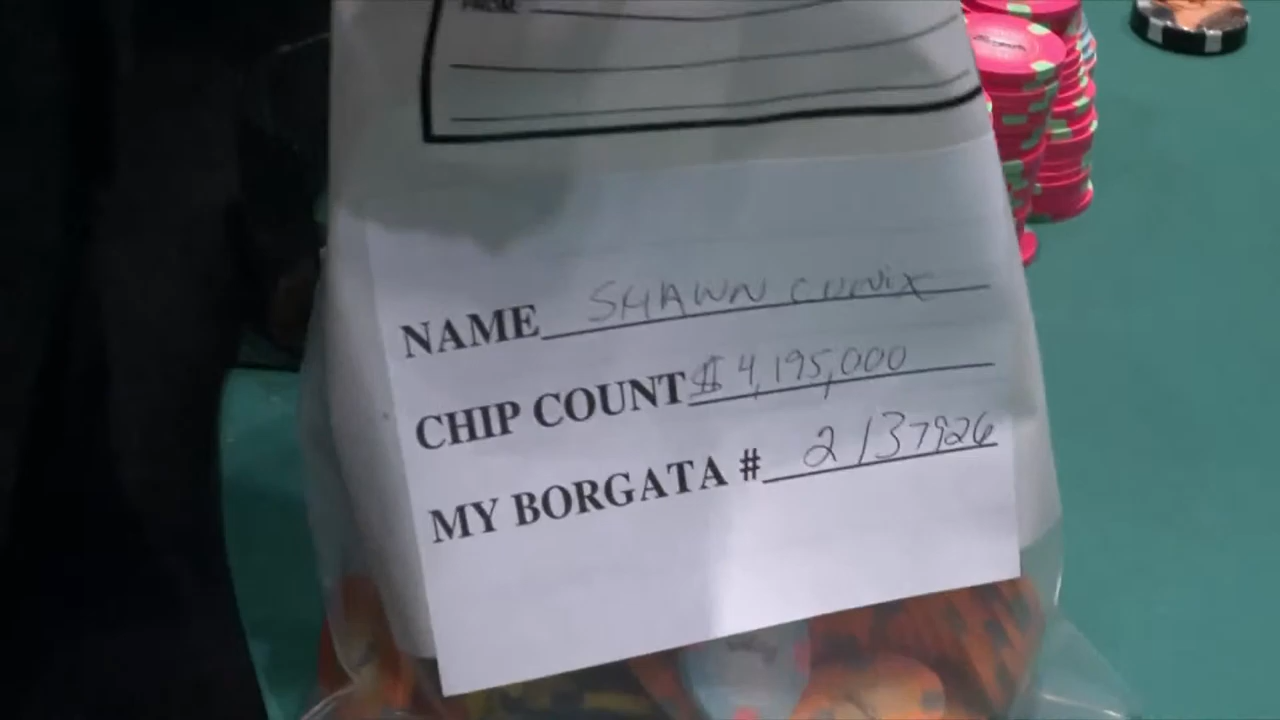 NAME SHAWN CUNIX
CHIP COUNT $ 4,195,000
MY BORGATA # 2137926